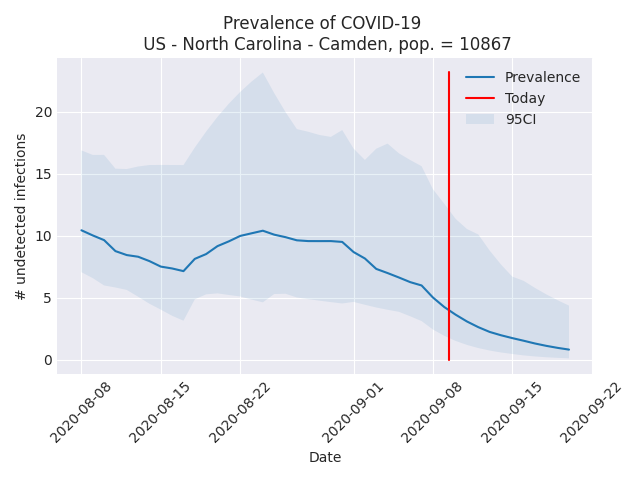 Prevalence of COVID-19
US - North Carolina - Camden, pop. = 10867
Prevalence
Today
95CI
# undetected infections
20
15
10
5
0
2020-08-08
2020-08-15
2020-08-22
2020-09-01
2020-09-08
2020-09-15
2020-09-22
Date